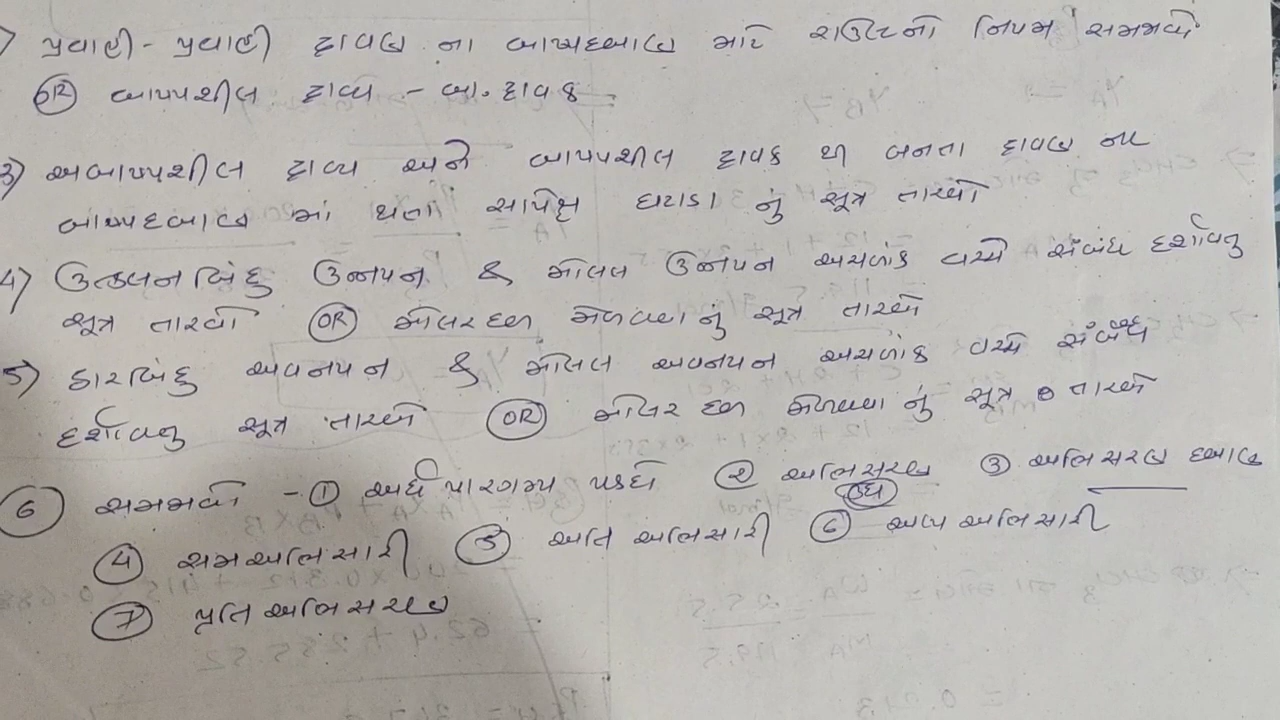 પ્રવાહી - પ્રવાહી દ્રાવણ ના બાષ્પદબાણ માટે રાઉલ્ટનો નિયમ સમજાવો
OR બાષ્પશીલ દ્રાવ્ય - બા. દ્રાવક
3) અબાષ્પશીલ દ્રાવ્ય અને બાષ્પશીલ દ્રાવક થી બનતા દ્રાવણ ના
બાષ્પદબાણ માં થતા સાપેક્ષ ઘટાડા નું સૂત્ર તારવો
4) ઉત્કલનબિંદુ ઉન્નયન & મોલલ ઉન્નયન અચળાંક વચ્ચે સંબંધ દર્શાવતુ
સૂત્ર તારવો OR મોલરદળ મેળવવાનું સૂત્ર તારવો
5) ઠારબિંદુ અવનયન & મોલલ અવનયન અચળાંક વચ્ચે સંબંધ
દર્શાવતુ સૂત્ર તારવો OR મોલર દળ મેળવવા નું સૂત્ર તારવો
6 સમજાવો - 1 અર્ધપારગમ્ય પડદો 2 અભિસરણ 3 અભિસરણ દબાણ
4 સમઅભિસારી 5 અતિ અભિસારી 6 અલ્પ અભિસારી
7 પ્રતિ અભિસરણ